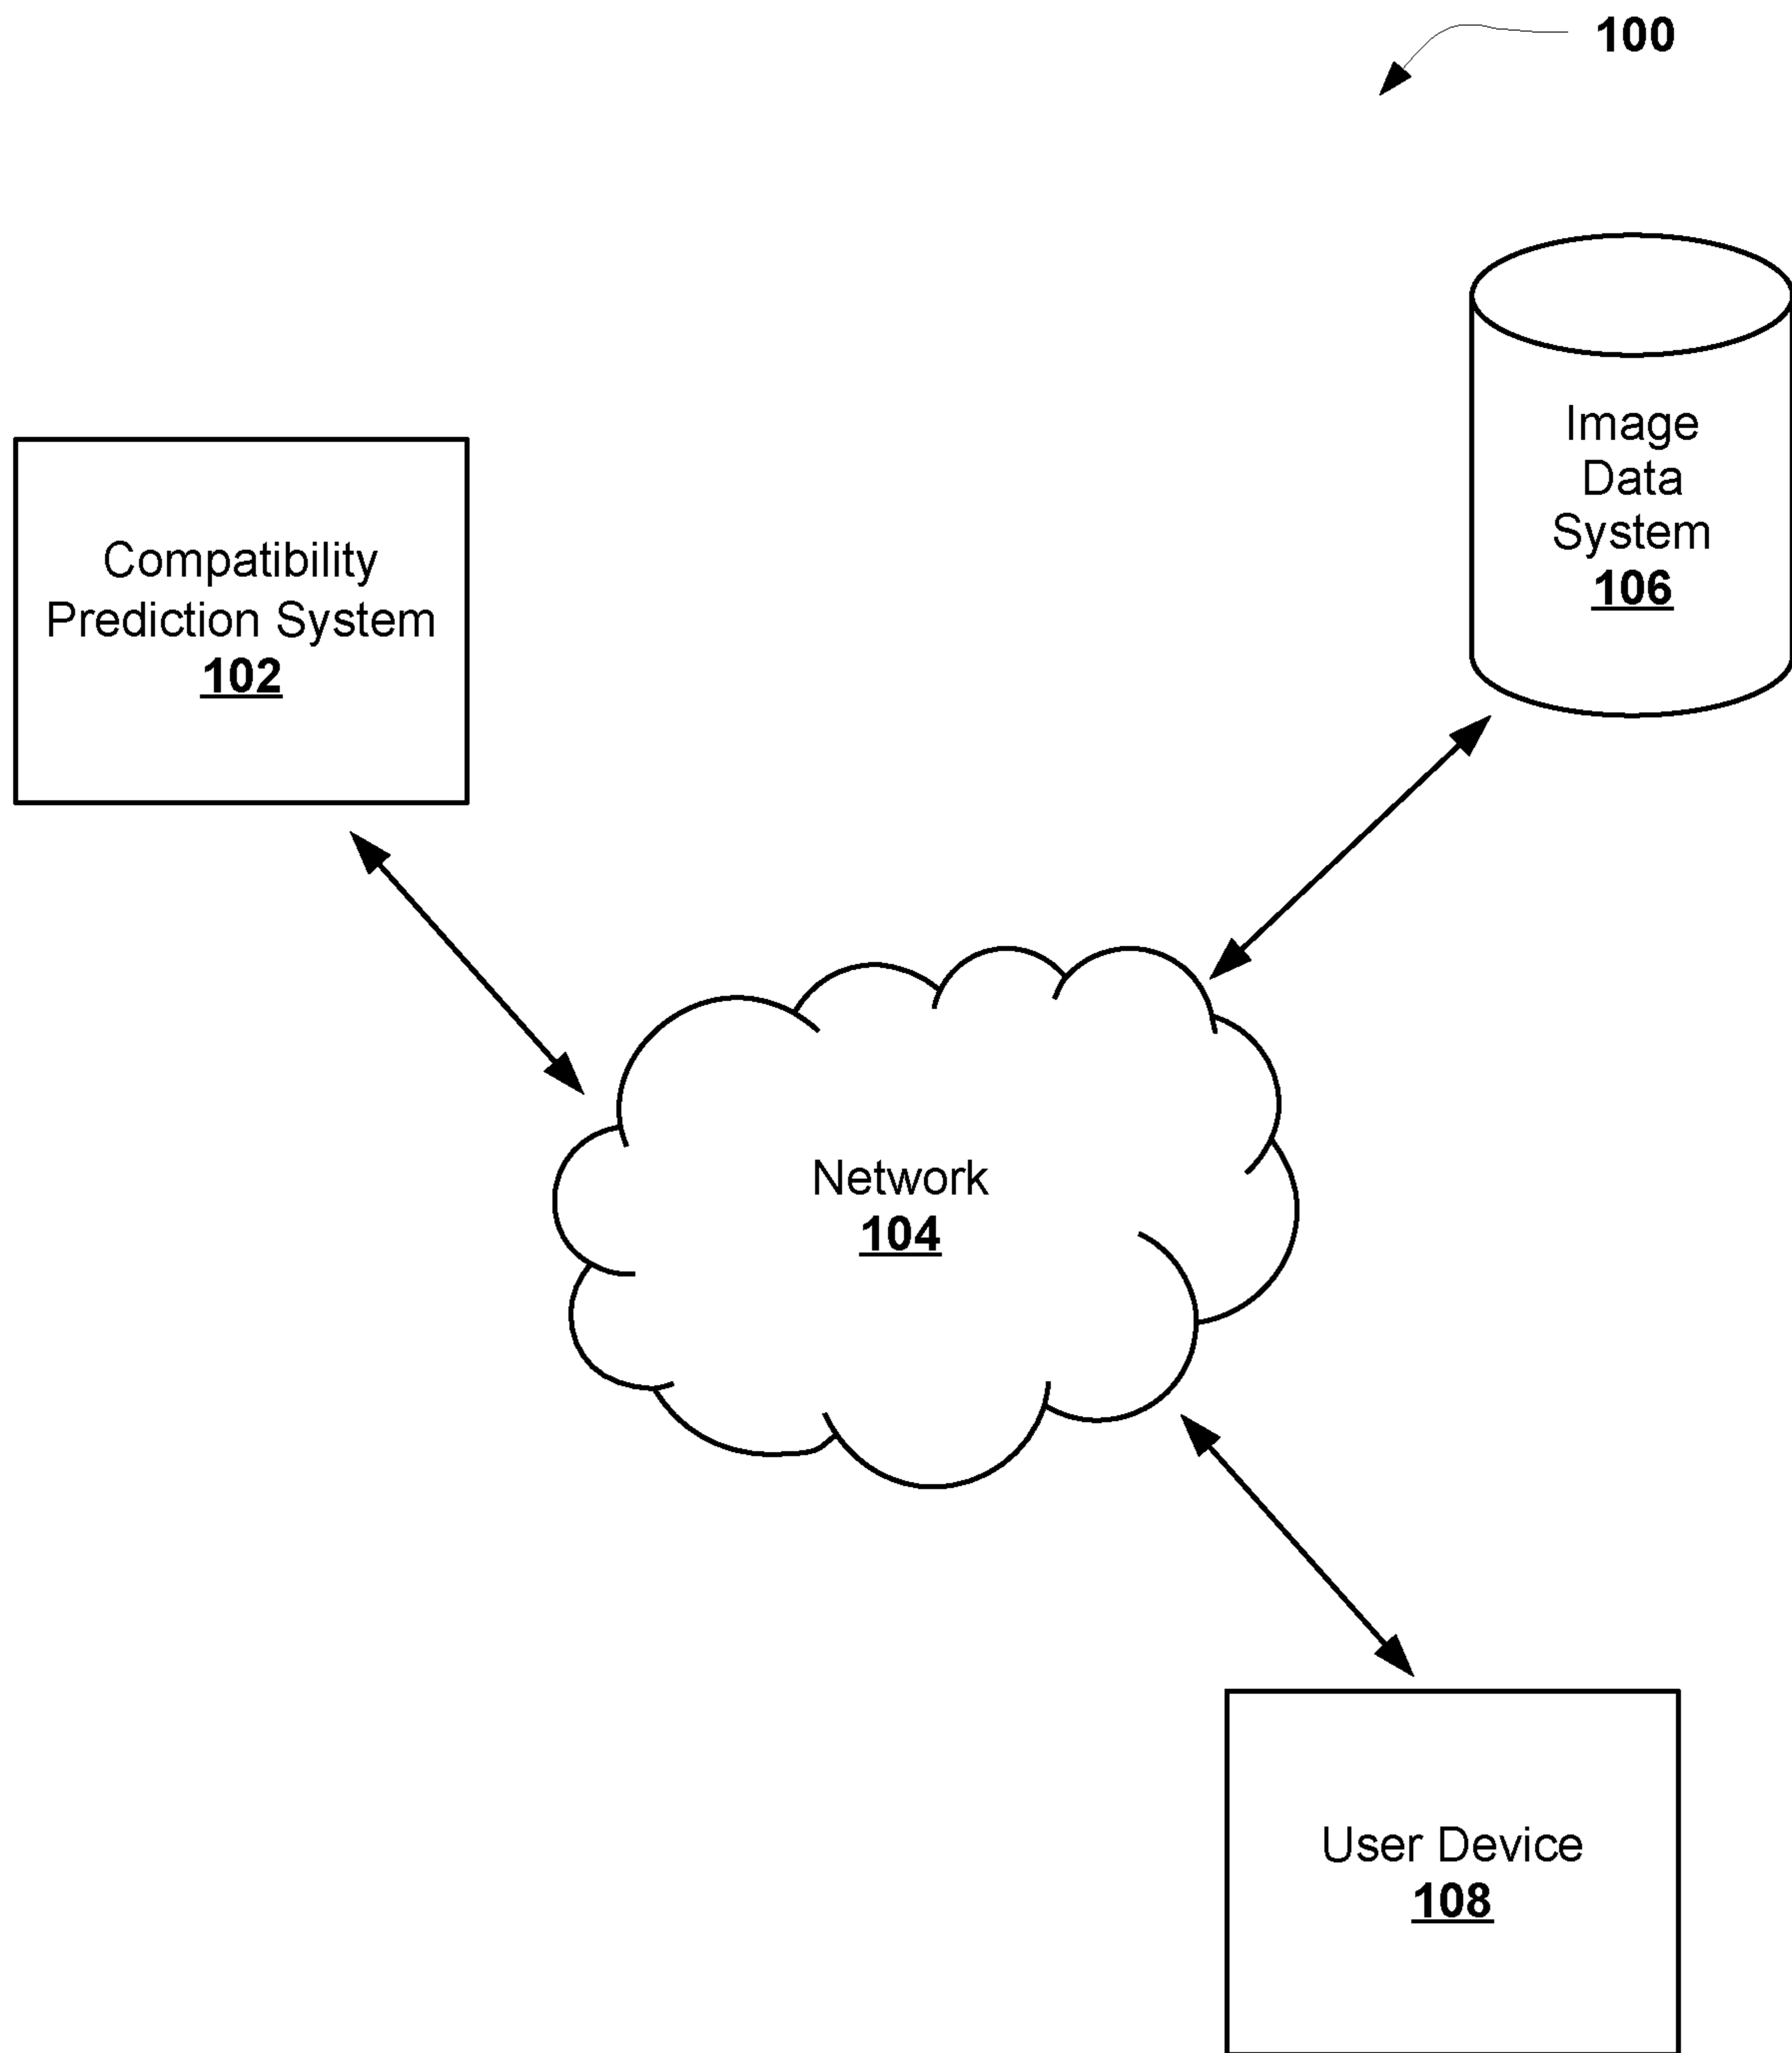 100
Image
Data
System
106
Compatibility
Prediction System
102
Network
104
User Device
108